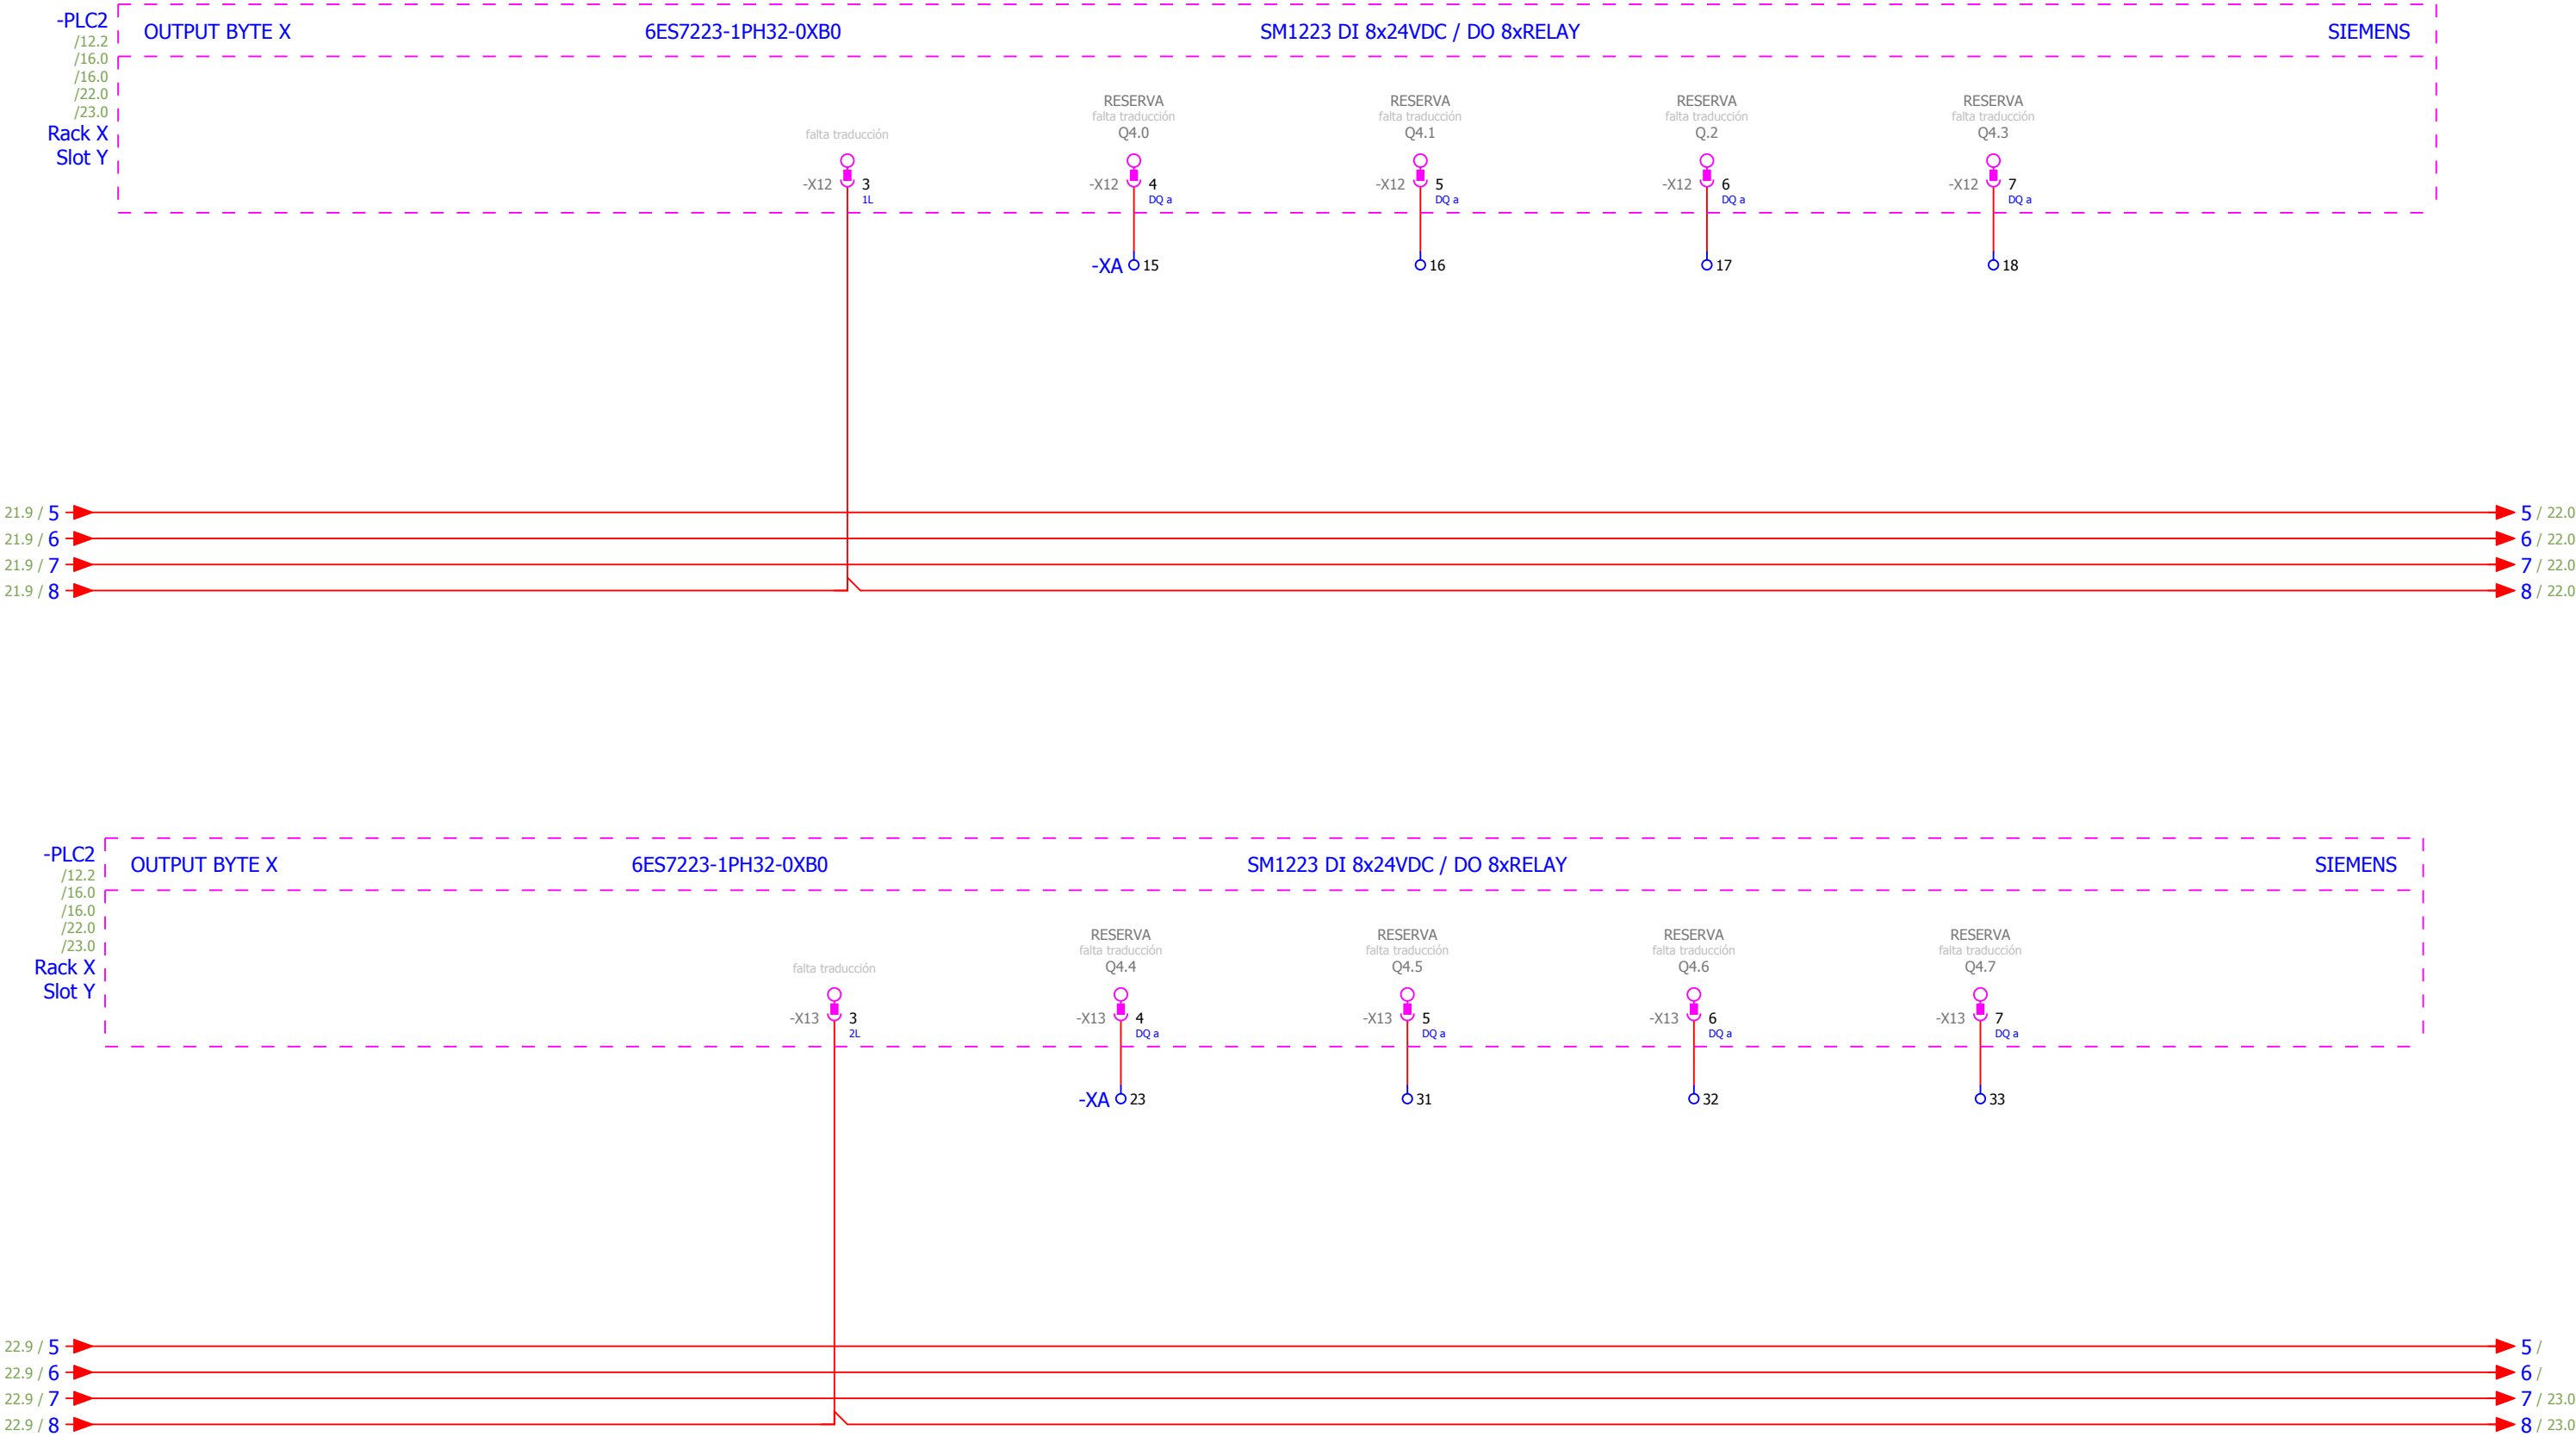 -PLC2
/12.2
/16.0
/16.0
/22.0
/23.0
Rack X
Slot Y
OUTPUT BYTE X 6ES7223-1PH32-0XB0 SM1223 DI 8x24VDC / DO 8xRELAY SIEMENS
RESERVA RESERVA RESERVA RESERVA
falta traducción falta traducción falta traducción falta traducción
falta traducción Q4.0 Q4.1 Q.2 Q4.3
-X12 3 -X12 4 -X12 5 -X12 6 -X12 7
1L DQ a DQ a DQ a DQ a
-XA 15 16 17 18
21.9 / 5 5 / 22.0
21.9 / 6 6 / 22.0
21.9 / 7 7 / 22.0
21.9 / 8 8 / 22.0
-PLC2
/12.2
/16.0
/16.0
/22.0
/23.0
Rack X
Slot Y
OUTPUT BYTE X 6ES7223-1PH32-0XB0 SM1223 DI 8x24VDC / DO 8xRELAY SIEMENS
RESERVA RESERVA RESERVA RESERVA
falta traducción falta traducción falta traducción falta traducción
falta traducción Q4.4 Q4.5 Q4.6 Q4.7
-X13 3 -X13 4 -X13 5 -X13 6 -X13 7
2L DQ a DQ a DQ a DQ a
-XA 23 31 32 33
22.9 / 5 5 /
22.9 / 6 6 /
22.9 / 7 7 / 23.0
22.9 / 8 8 / 23.0